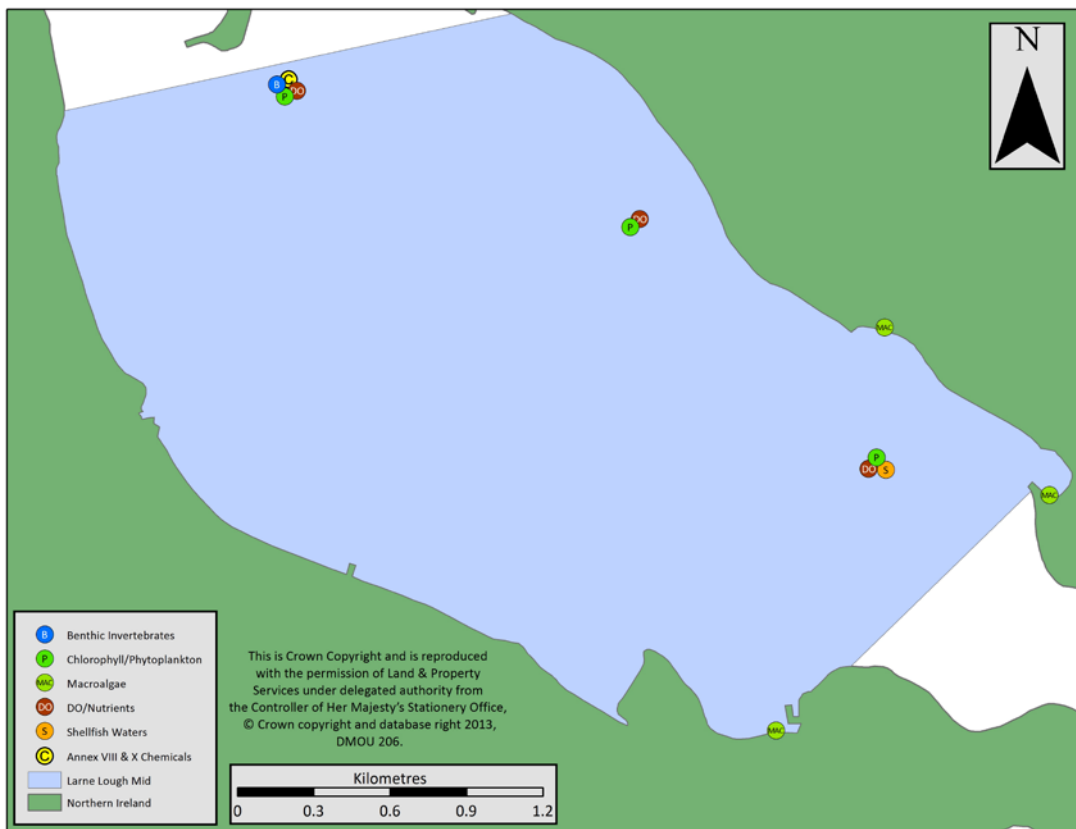 N
C
B
DO
P
DO
P
MAC
P
DO
S
MAC
MAC
B Benthic Invertebrates
P Chlorophyll/Phytoplankton
MAC Macroalgae
DO DO/Nutrients
S Shellfish Waters
C Annex VIII & X Chemicals
Larne Lough Mid
Northern Ireland
This is Crown Copyright and is reproduced
with the permission of Land & Property
Services under delegated authority from
the Controller of Her Majesty's Stationery Office,
© Crown copyright and database right 2013,
DMOU 206.
Kilometres
0 0.3 0.6 0.9 1.2